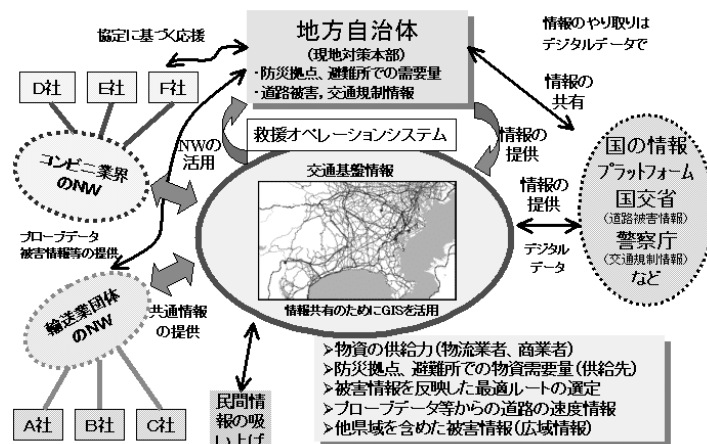 協定に基づく応援
地方自治体
(現地対策本部)
・防災拠点、避難所での需要量
・道路被害,交通規制情報
情報のやり取りは
デジタルデータで
情報の
共有
D社
E社
F社
NWの
活用
救援オペレーションシステム
情報の
提供
コンビニ業界
のNW
交通基盤情報
国の情報
プラットフォーム
国交省
(道路被害情報)
警察庁
(交通規制情報)
など
情報の
提供
デジタル
データ
プローブデータ
被害情報等の提供
輸送業団体
のNW
共通情報
の提供
情報共有のためにGISを活用
A社
B社
C社
民間情
報の吸
い上げ
➢物資の供給力(物流業者、商業者)
➢防災拠点、避難所での物資需要量(供給先)
➢被害情報を反映した最適ルートの選定
➢プローブデータ等からの道路の速度情報
➢他県域を含めた被害情報(広域情報)